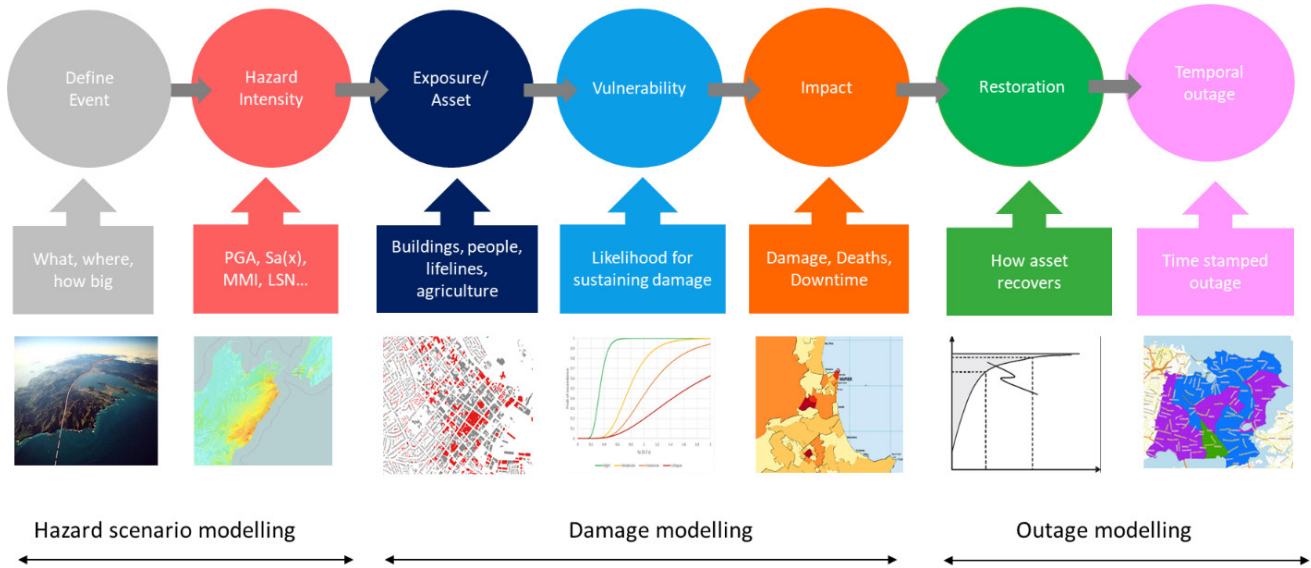 Define
Event
Hazard
Intensity
Exposure/
Asset
Vulnerability
Impact
Restoration
Temporal
outage
What, where,
how big
PGA, Sa(x),
MMI, LSN...
Buildings, people,
lifelines,
agriculture
Likelihood for
sustaining damage
Damage, Deaths,
Downtime
How asset
recovers
Time stamped
outage
Hazard scenario modelling
Damage modelling
Outage modelling